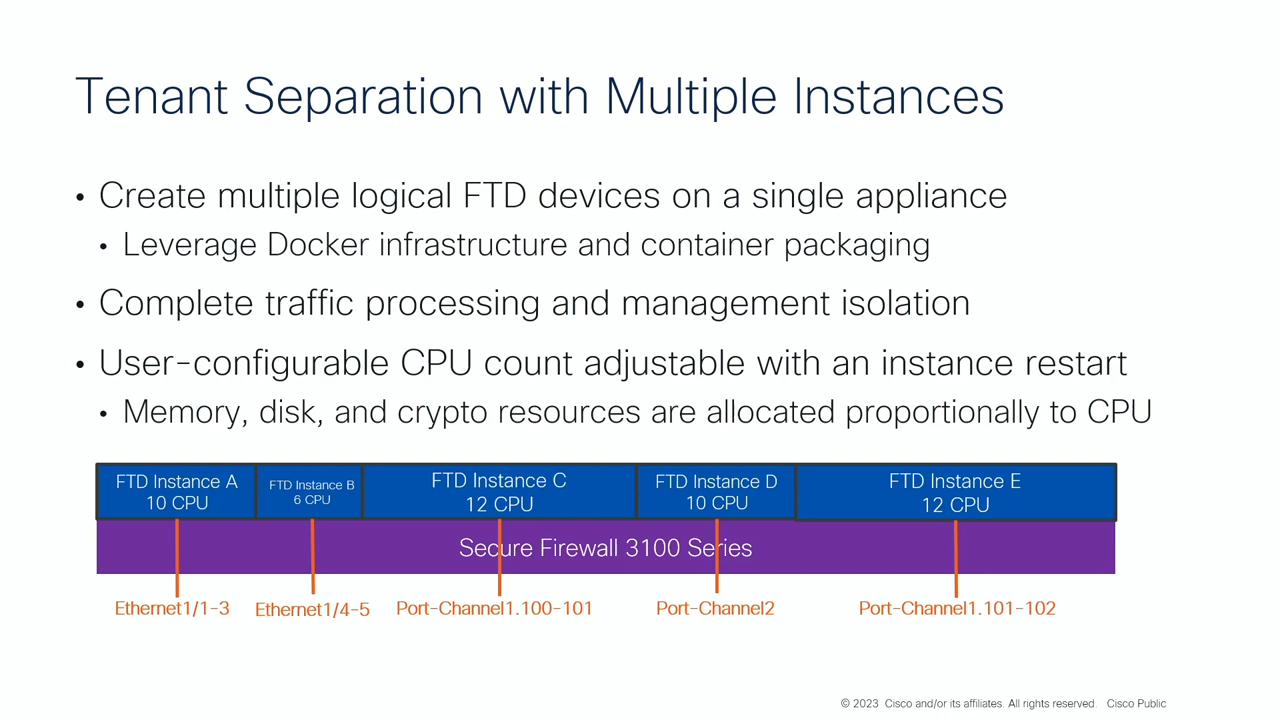 Tenant Separation with Multiple Instances
• Create multiple logical FTD devices on a single appliance
• Leverage Docker infrastructure and container packaging
• Complete traffic processing and management isolation
• User-configurable CPU count adjustable with an instance restart
• Memory, disk, and crypto resources are allocated proportionally to CPU
FTD Instance A
10 CPU
FTD Instance B
6 CPU
FTD Instance C
12 CPU
FTD Instance D
10 CPU
FTD Instance E
12 CPU
Secure Firewall 3100 Series
Ethernet1/1-3
Ethernet1/4-5
Port-Channel1.100-101
Port-Channel2
Port-Channel1.101-102
© 2023 Cisco and/or its affiliates. All rights reserved. Cisco Public